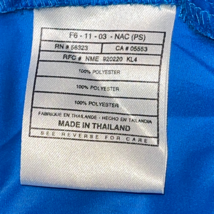 F6 - 11 - 03 - NAC (PS)
RN # 56323 CA # 05553
RFC # NME 920220 KL4
100% POLYESTER
100% POLYESTER
100% POLYESTER
FABRIQUE EN THAILANDE - HECHO EN TAILANDIA
MADE IN THAILAND
SEE REVERSE FOR CARE